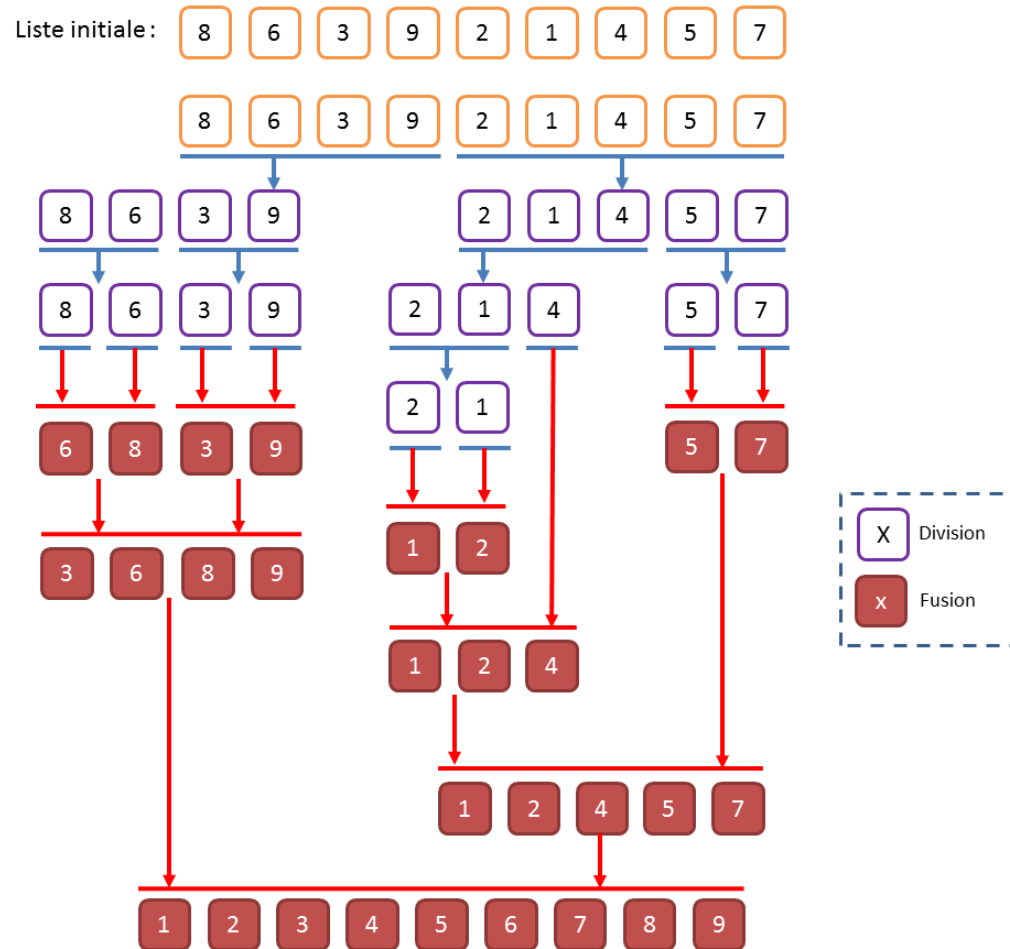 Liste initiale : 8 6 3 9 2 1 4 5 7
8 6 3 9 2 1 4 5 7
8 6 3 9 2 1 4 5 7
8 6 3 9 2 1 4 5 7
2 1
6 8 3 9 5 7
1 2
3 6 8 9
1 2 4
1 2 4 5 7
1 2 3 4 5 6 7 8 9
X Division
x Fusion